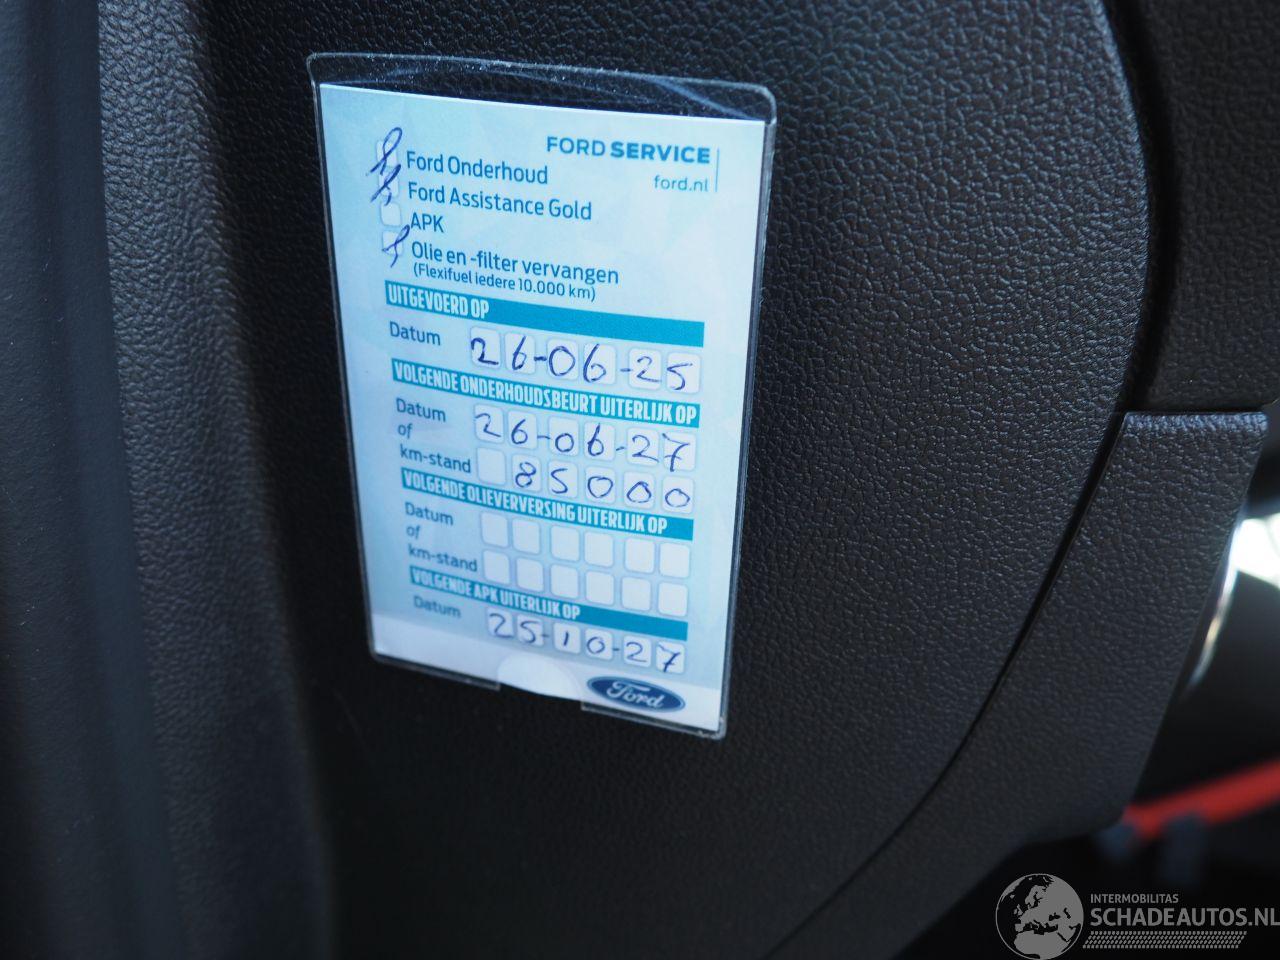 FORD SERVICE
ford.nl
Ford Onderhoud
Ford Assistance Gold
APK
Olie en -filter vervangen
(Flexifuel iedere 10.000 km)
UITGEVOERD OP
Datum 26-06-25
VOLGENDE ONDERHOUDSBEURT UITERLIJK OP
Datum 26-06-27
of
km-stand 85000
VOLGENDE OLIEVERVERSING UITERLIJK OP
Datum
of
km-stand
VOLGENDE APK UITERLIJK OP
Datum 25-10-27
Ford
INTERMOBILITAS
SCHADEAUTOS.NL